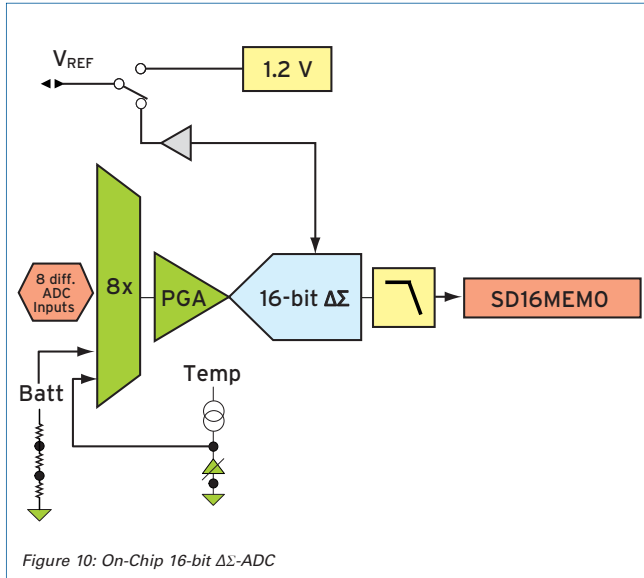 VREF
1.2 V
8 diff.
ADC
Inputs
8x
PGA
16-bit ΔΣ
SD16MEM0
Temp
Batt
Figure 10: On-Chip 16-bit ΔΣ-ADC